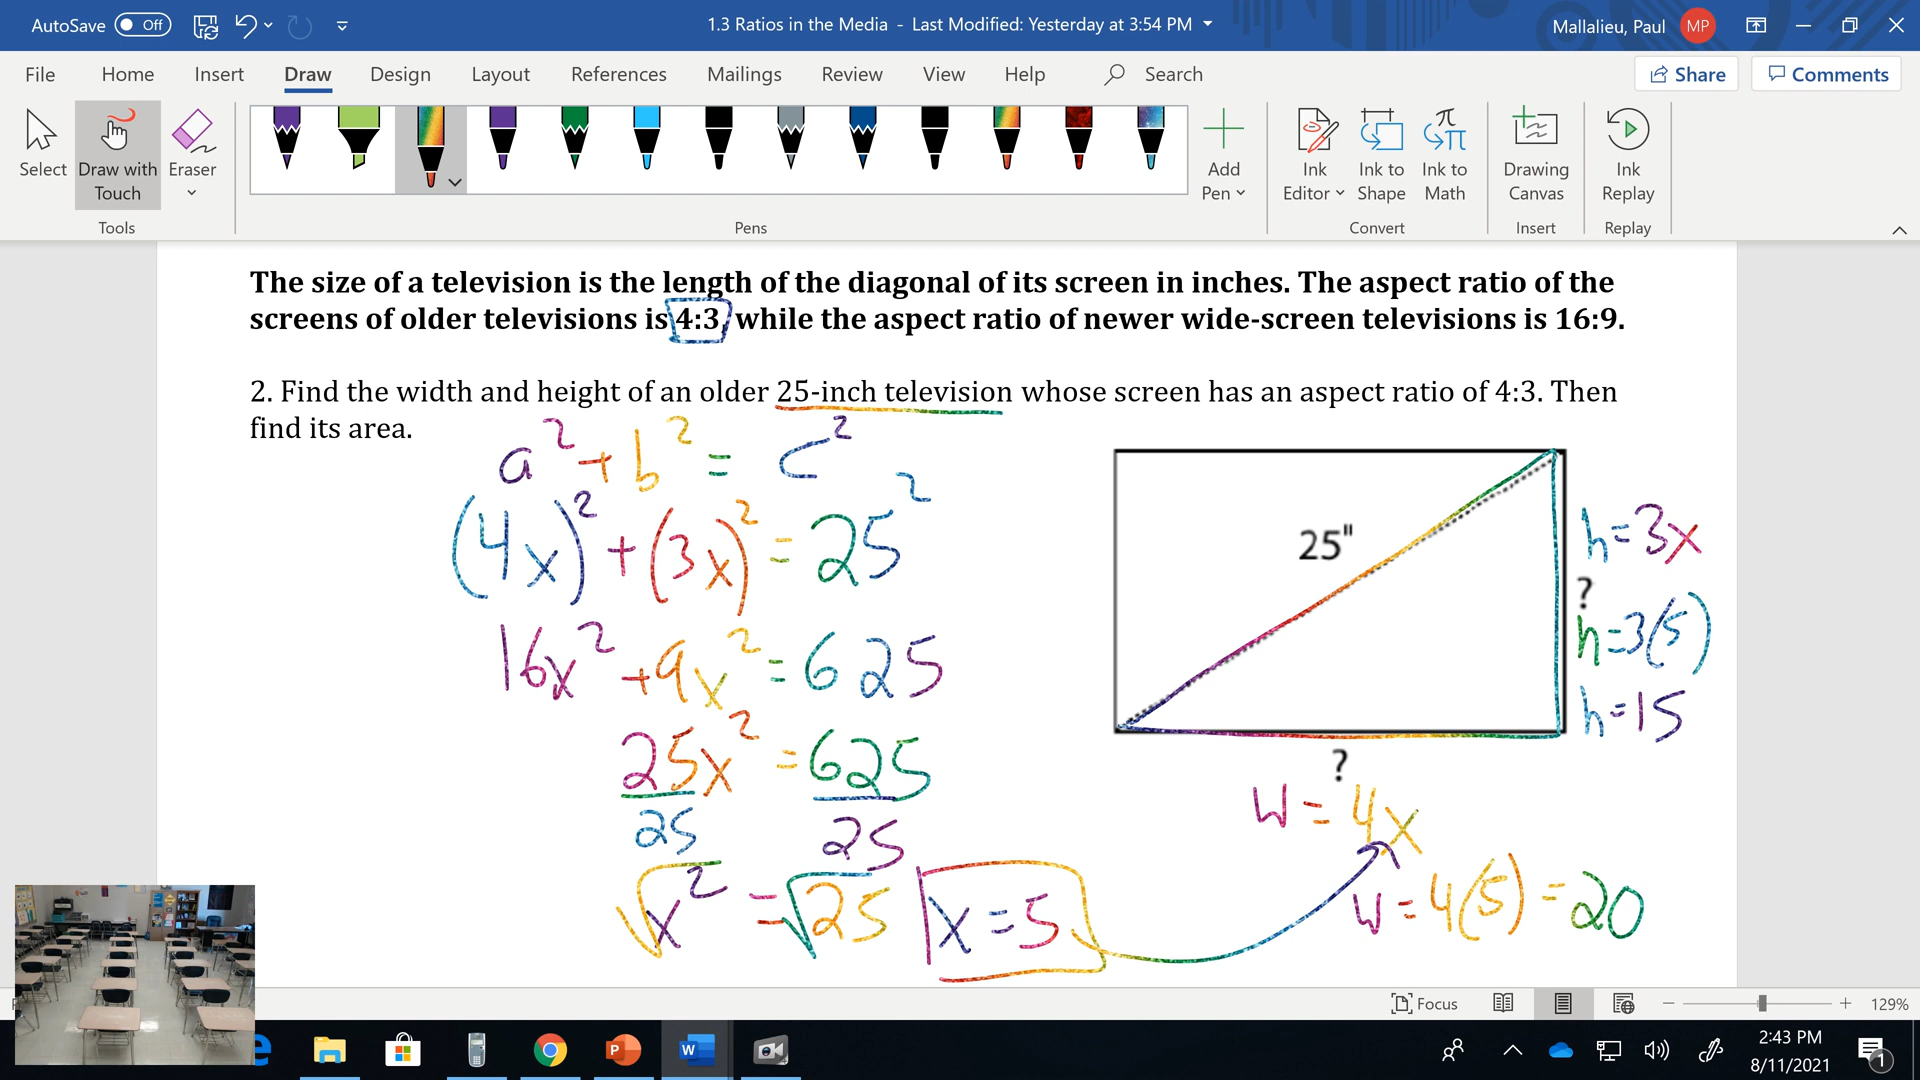 AutoSave Off 1.3 Ratios in the Media - Last Modified: Yesterday at 3:54 PM Mallalieu, Paul MP
File Home Insert Draw Design Layout References Mailings Review View Help Search Share Comments
Select Draw with Touch Eraser Add Pen Ink Editor Ink to Shape Ink to Math Drawing Canvas Ink Replay
Tools Pens Convert Insert Replay
The size of a television is the length of the diagonal of its screen in inches. The aspect ratio of the
screens of older televisions is 4:3, while the aspect ratio of newer wide-screen televisions is 16:9.
2. Find the width and height of an older 25-inch television whose screen has an aspect ratio of 4:3. Then
find its area.
a² + b² = c²
(4x)² + (3x)² = 25²
16x² + 9x² = 625
25x² = 625
25 25
√x² = √25 x = 5
25"
h = 3x
?
h = 3(5)
h = 15
?
w = 4x
w = 4(5) = 20
Focus 129%
2:43 PM
8/11/2021
1